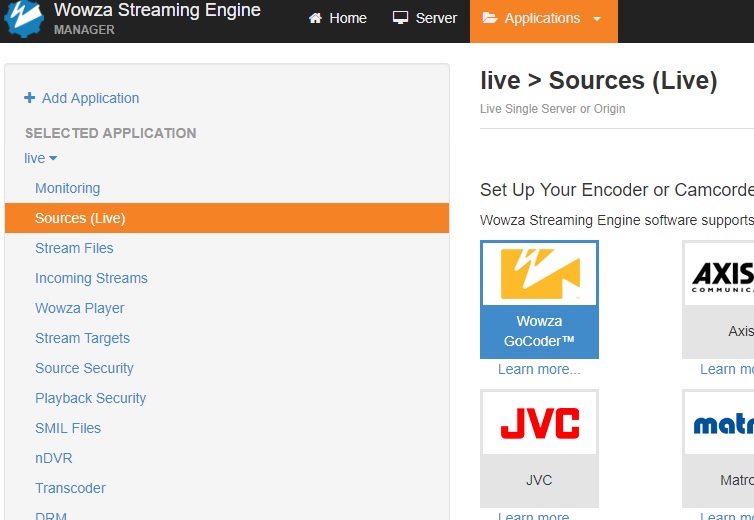 Wowza Streaming Engine
MANAGER
Home
Server
Applications
Add Application
SELECTED APPLICATION
live
Monitoring
Sources (Live)
Stream Files
Incoming Streams
Wowza Player
Stream Targets
Source Security
Playback Security
SMIL Files
nDVR
Transcoder
DRM
live > Sources (Live)
Live Single Server or Origin
Set Up Your Encoder or Camcorde
Wowza Streaming Engine software supports
Wowza
GoCoder™
Learn more...
AXIS
COMMUNIC
Axis
Learn mo
JVC
JVC
Learn more
matr
Matro
Learn mo